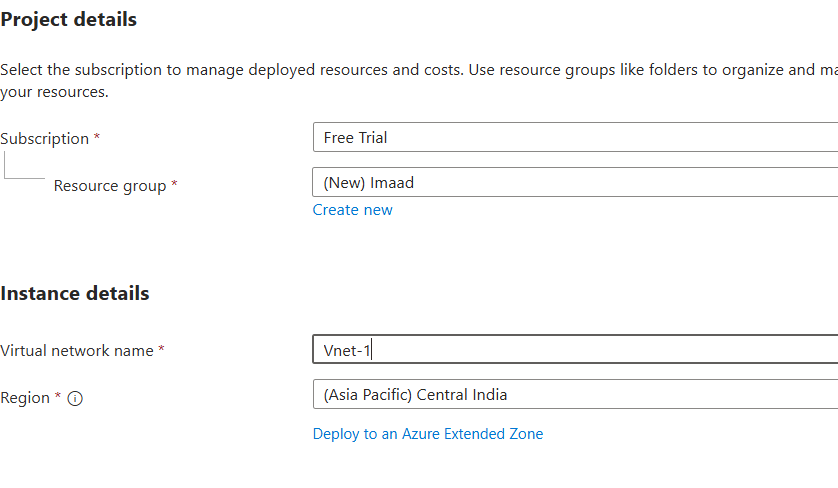 Project details
Select the subscription to manage deployed resources and costs. Use resource groups like folders to organize and ma
your resources.
Subscription *
Free Trial
Resource group *
(New) Imaad
Create new
Instance details
Virtual network name *
Vnet-1
Region *
(Asia Pacific) Central India
Deploy to an Azure Extended Zone